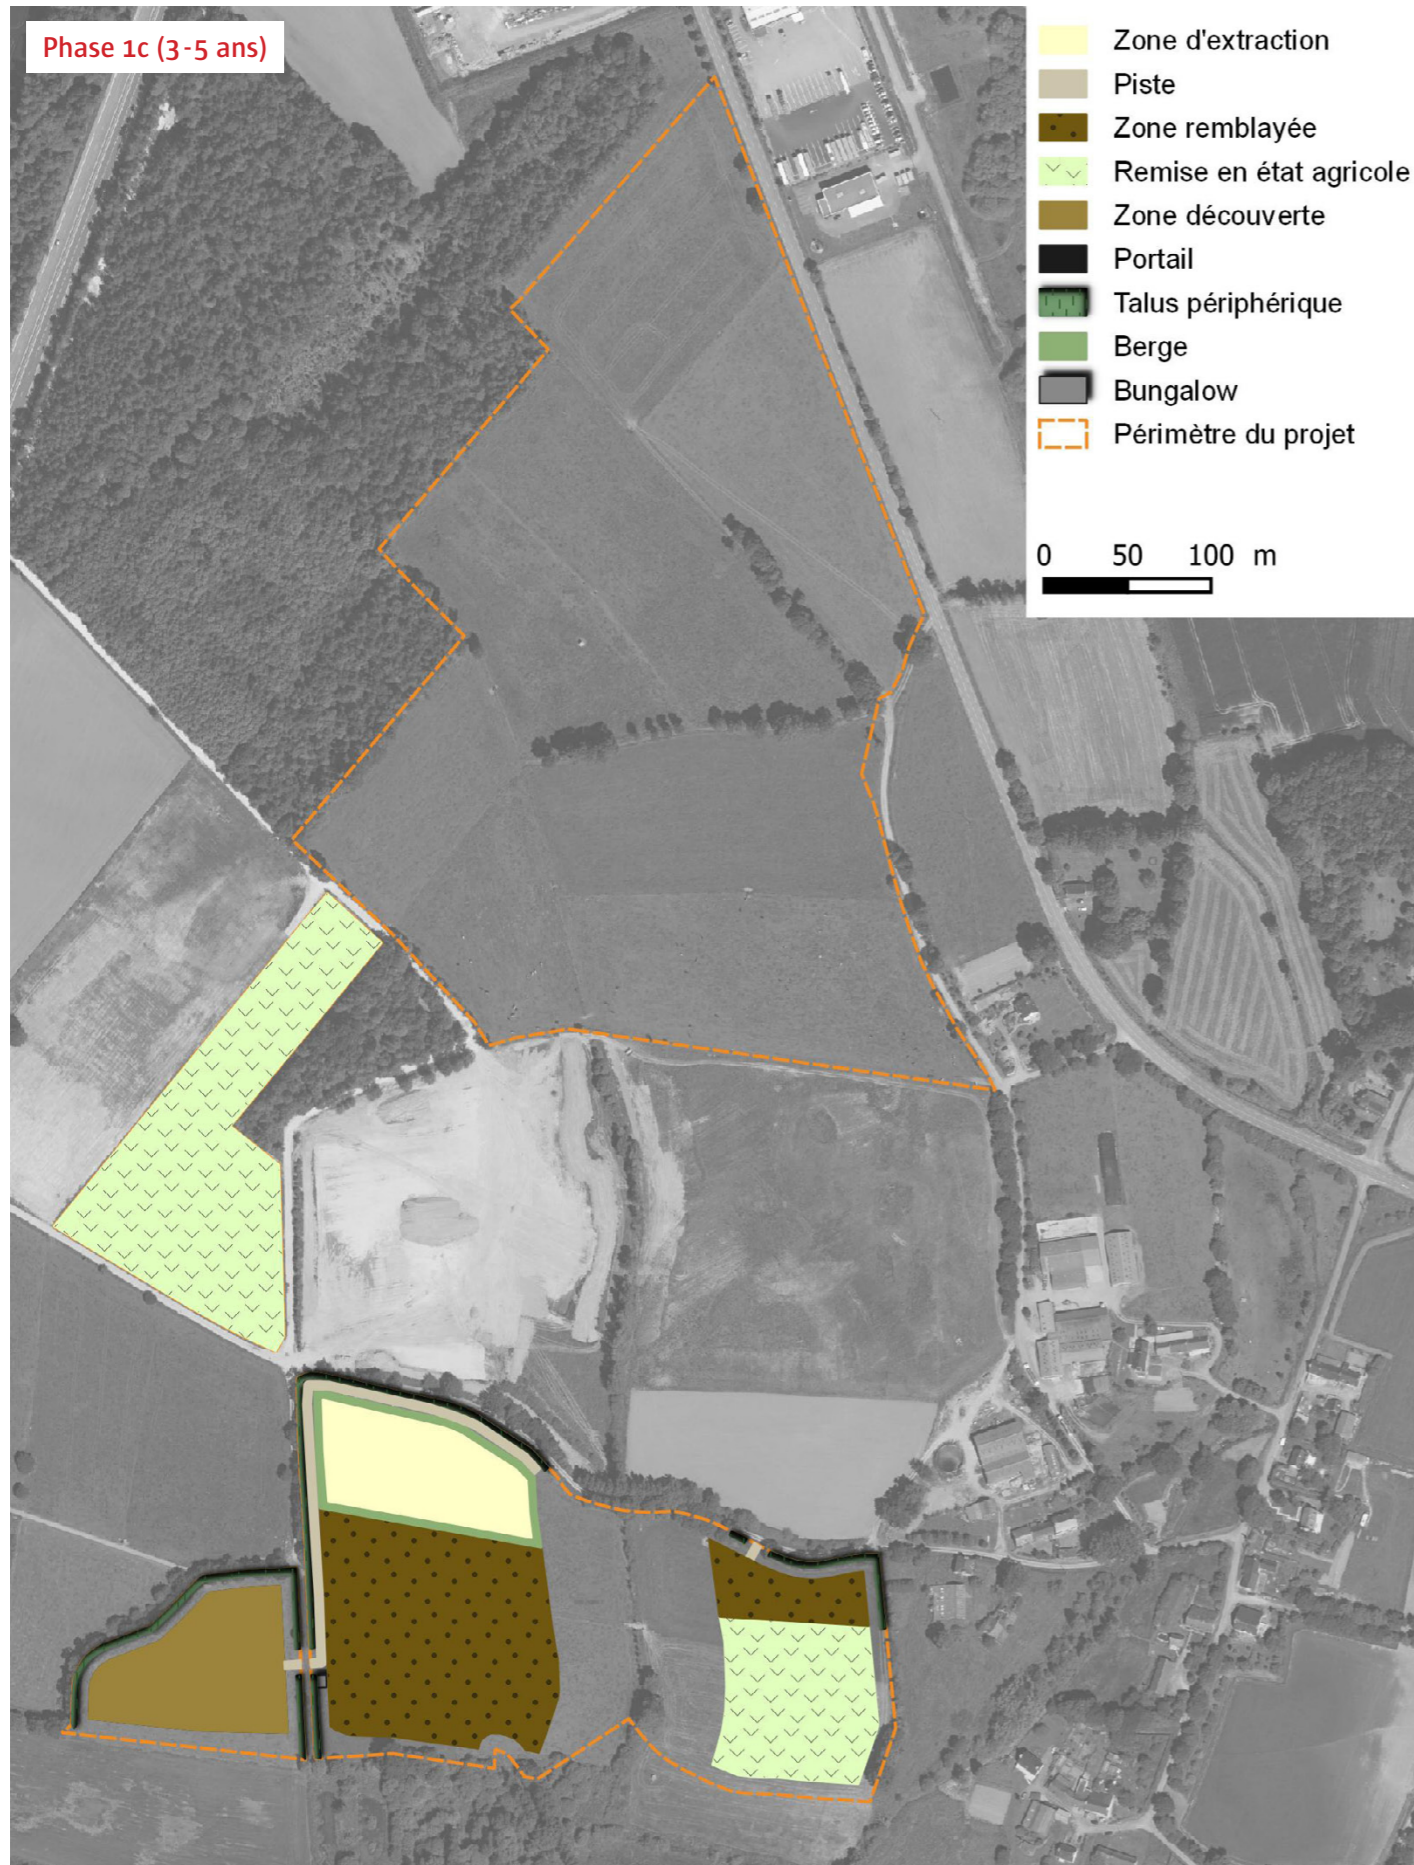 Phase 1c (3-5 ans)
Zone d'extraction
Piste
Zone remblayée
Remise en état agricole
Zone découverte
Portail
Talus périphérique
Berge
Bungalow
Périmètre du projet
0 50 100 m